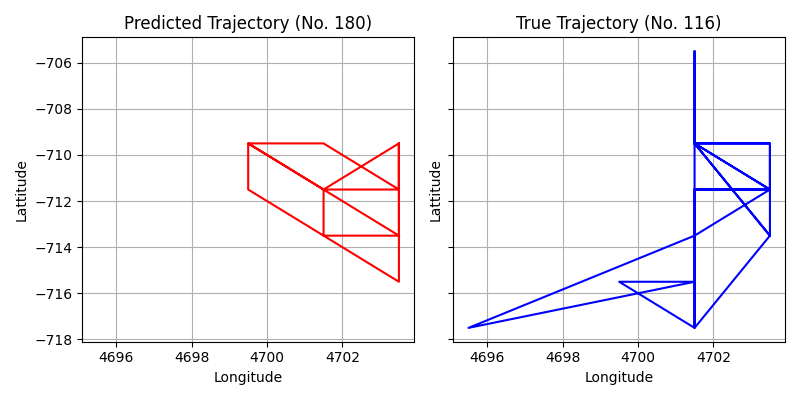 Predicted Trajectory (No. 180)
True Trajectory (No. 116)
Lattitude
−706
−708
−710
−712
−714
−716
−718
4696
4698
4700
4702
Longitude
Lattitude
4696
4698
4700
4702
Longitude